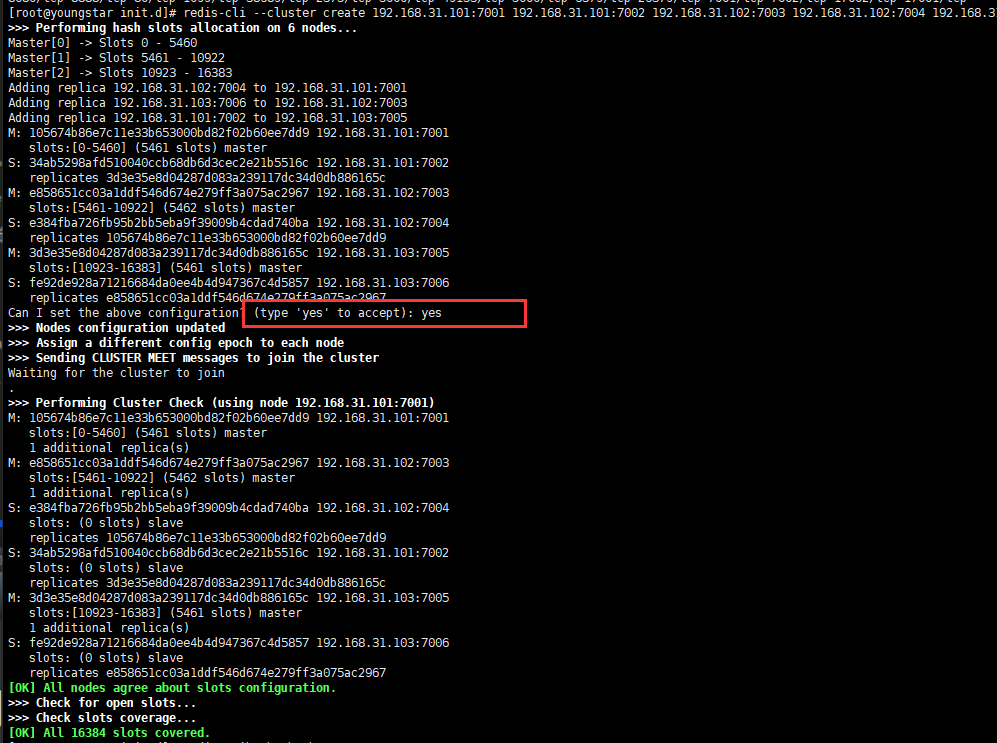 [root@youngstar init.d]# redis-cli --cluster create 192.168.31.101:7001 192.168.31.101:7002 192.168.31.102:7003 192.168.31.102:7004 192.168.3
>>> Performing hash slots allocation on 6 nodes...
Master[0] -> Slots 0 - 5460
Master[1] -> Slots 5461 - 10922
Master[2] -> Slots 10923 - 16383
Adding replica 192.168.31.102:7004 to 192.168.31.101:7001
Adding replica 192.168.31.103:7006 to 192.168.31.102:7003
Adding replica 192.168.31.101:7002 to 192.168.31.103:7005
M: 105674b86e7c11e33b653000bd82f02b60ee7dd9 192.168.31.101:7001
   slots:[0-5460] (5461 slots) master
S: 34ab5298afd510040ccb68db6d3cec2e21b5516c 192.168.31.101:7002
   replicates 3d3e35e8d04287d083a239117dc34d0db886165c
M: e858651cc03a1ddf546d674e279ff3a075ac2967 192.168.31.102:7003
   slots:[5461-10922] (5462 slots) master
S: e384fba726fb95b2bb5eba9f39009b4cdad740ba 192.168.31.102:7004
   replicates 105674b86e7c11e33b653000bd82f02b60ee7dd9
M: 3d3e35e8d04287d083a239117dc34d0db886165c 192.168.31.103:7005
   slots:[10923-16383] (5461 slots) master
S: fe92de928a71216684da0ee4b4d947367c4d5857 192.168.31.103:7006
   replicates e858651cc03a1ddf546d674e279ff3a075ac2967
Can I set the above configuration? (type 'yes' to accept): yes
>>> Nodes configuration updated
>>> Assign a different config epoch to each node
>>> Sending CLUSTER MEET messages to join the cluster
Waiting for the cluster to join
.
>>> Performing Cluster Check (using node 192.168.31.101:7001)
M: 105674b86e7c11e33b653000bd82f02b60ee7dd9 192.168.31.101:7001
   slots:[0-5460] (5461 slots) master
   1 additional replica(s)
M: e858651cc03a1ddf546d674e279ff3a075ac2967 192.168.31.102:7003
   slots:[5461-10922] (5462 slots) master
   1 additional replica(s)
S: e384fba726fb95b2bb5eba9f39009b4cdad740ba 192.168.31.102:7004
   slots: (0 slots) slave
   replicates 105674b86e7c11e33b653000bd82f02b60ee7dd9
S: 34ab5298afd510040ccb68db6d3cec2e21b5516c 192.168.31.101:7002
   slots: (0 slots) slave
   replicates 3d3e35e8d04287d083a239117dc34d0db886165c
M: 3d3e35e8d04287d083a239117dc34d0db886165c 192.168.31.103:7005
   slots:[10923-16383] (5461 slots) master
   1 additional replica(s)
S: fe92de928a71216684da0ee4b4d947367c4d5857 192.168.31.103:7006
   slots: (0 slots) slave
   replicates e858651cc03a1ddf546d674e279ff3a075ac2967
[OK] All nodes agree about slots configuration.
>>> Check for open slots...
>>> Check slots coverage...
[OK] All 16384 slots covered.